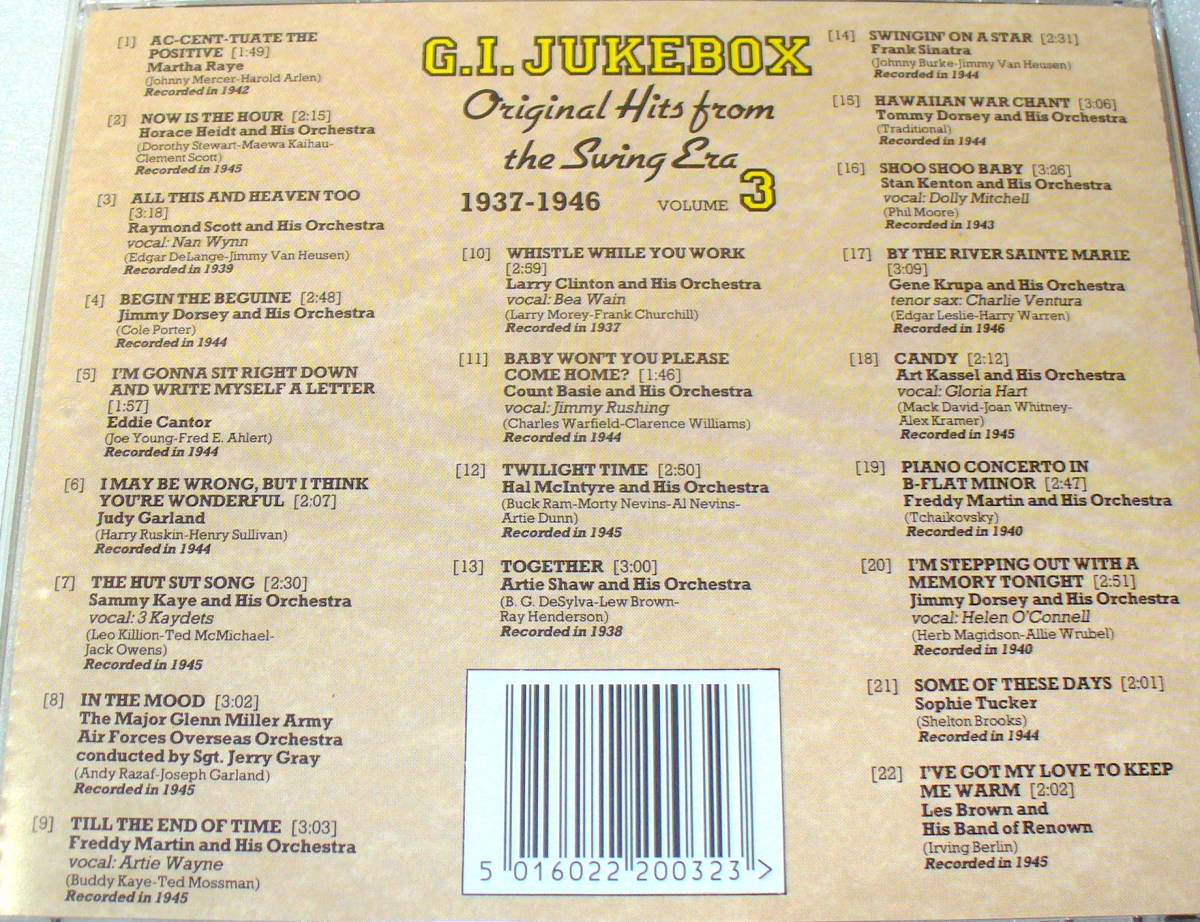 [1] AC-CENT-TUATE THE
POSITIVE [1:49]
Martha Raye
(Johnny Mercer-Harold Arlen)
Recorded in 1942
[2] NOW IS THE HOUR [2:15]
Horace Heidt and His Orchestra
(Dorothy Stewart-Maewa Kaihau-
Clement Scott)
Recorded in 1945
[3] ALL THIS AND HEAVEN TOO
[3:18]
Raymond Scott and His Orchestra
vocal: Nan Wynn
(Edgar DeLange-Jimmy Van Heusen)
Recorded in 1939
[4] BEGIN THE BEGUINE [2:48]
Jimmy Dorsey and His Orchestra
(Cole Porter)
Recorded in 1944
[5] I'M GONNA SIT RIGHT DOWN
AND WRITE MYSELF A LETTER
[1:57]
Eddie Cantor
(Joe Young-Fred E. Ahlert)
Recorded in 1944
[6] I MAY BE WRONG, BUT I THINK
YOU'RE WONDERFUL [2:07]
Judy Garland
(Harry Ruskin-Henry Sullivan)
Recorded in 1944
[7] THE HUT SUT SONG [2:30]
Sammy Kaye and His Orchestra
vocal: 3 Kaydets
(Leo Killion-Ted McMichael-
Jack Owens)
Recorded in 1945
[8] IN THE MOOD [3:02]
The Major Glenn Miller Army
Air Forces Overseas Orchestra
conducted by Sgt. Jerry Gray
(Andy Razaf-Joseph Garland)
Recorded in 1945
[9] TILL THE END OF TIME [3:03]
Freddy Martin and His Orchestra
vocal: Artie Wayne
(Buddy Kaye-Ted Mossman)
Recorded in 1945
G.I. JUKEBOX
Original Hits from
the Swing Era
1937-1946 VOLUME 3
[10] WHISTLE WHILE YOU WORK
[2:59]
Larry Clinton and His Orchestra
vocal: Bea Wain
(Larry Morey-Frank Churchill)
Recorded in 1937
[11] BABY WON'T YOU PLEASE
COME HOME? [1:46]
Count Basie and His Orchestra
vocal: Jimmy Rushing
(Charles Warfield-Clarence Williams)
Recorded in 1944
[12] TWILIGHT TIME [2:50]
Hal McIntyre and His Orchestra
(Buck Ram-Morty Nevins-Al Nevins-
Artie Dunn)
Recorded in 1945
[13] TOGETHER [3:00]
Artie Shaw and His Orchestra
(B. G. DeSylva-Lew Brown-
Ray Henderson)
Recorded in 1938
5 016022 200323 >
[14] SWINGIN' ON A STAR [2:31]
Frank Sinatra
(Johnny Burke-Jimmy Van Heusen)
Recorded in 1944
[15] HAWAIIAN WAR CHANT [3:06]
Tommy Dorsey and His Orchestra
(Traditional)
Recorded in 1944
[16] SHOO SHOO BABY [3:26]
Stan Kenton and His Orchestra
vocal: Dolly Mitchell
(Phil Moore)
Recorded in 1943
[17] BY THE RIVER SAINTE MARIE
[3:09]
Gene Krupa and His Orchestra
tenor sax: Charlie Ventura
(Edgar Leslie-Harry Warren)
Recorded in 1946
[18] CANDY [2:12]
Art Kassel and His Orchestra
vocal: Gloria Hart
(Mack David-Joan Whitney-
Alex Kramer)
Recorded in 1945
[19] PIANO CONCERTO IN
B-FLAT MINOR [2:47]
Freddy Martin and His Orchestra
(Tchaikovsky)
Recorded in 1940
[20] I'M STEPPING OUT WITH A
MEMORY TONIGHT [2:51]
Jimmy Dorsey and His Orchestra
vocal: Helen O'Connell
(Herb Magidson-Allie Wrubel)
Recorded in 1940
[21] SOME OF THESE DAYS [2:01]
Sophie Tucker
(Shelton Brooks)
Recorded in 1944
[22] I'VE GOT MY LOVE TO KEEP
ME WARM [2:02]
Les Brown and
His Band of Renown
(Irving Berlin)
Recorded in 1945